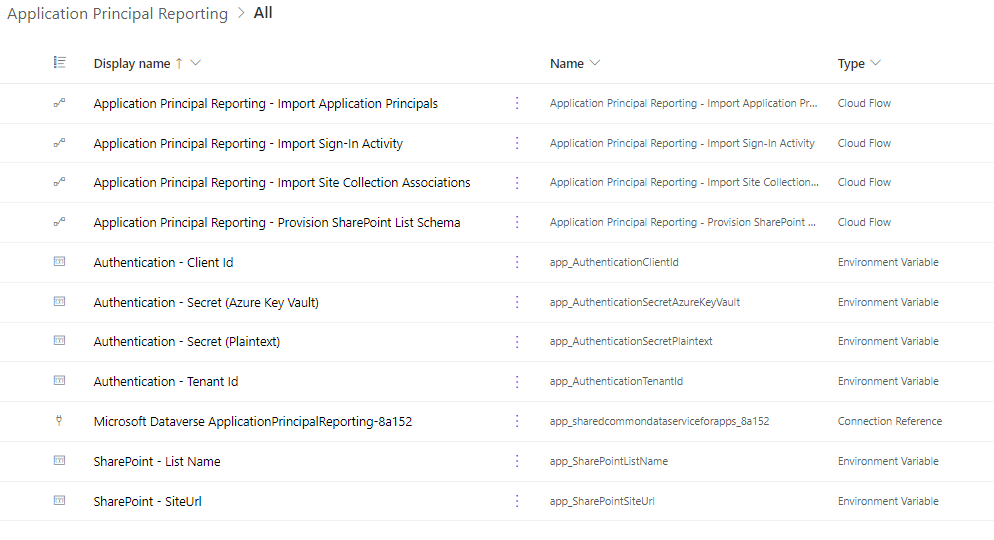 Application Principal Reporting > All
Display name ↑ Name Type
Application Principal Reporting - Import Application Principals Application Principal Reporting - Import Application Pr... Cloud Flow
Application Principal Reporting - Import Sign-In Activity Application Principal Reporting - Import Sign-In Activity Cloud Flow
Application Principal Reporting - Import Site Collection Associations Application Principal Reporting - Import Site Collection... Cloud Flow
Application Principal Reporting - Provision SharePoint List Schema Application Principal Reporting - Provision SharePoint ... Cloud Flow
Authentication - Client Id app_AuthenticationClientId Environment Variable
Authentication - Secret (Azure Key Vault) app_AuthenticationSecretAzureKeyVault Environment Variable
Authentication - Secret (Plaintext) app_AuthenticationSecretPlaintext Environment Variable
Authentication - Tenant Id app_AuthenticationTenantId Environment Variable
Microsoft Dataverse ApplicationPrincipalReporting-8a152 app_sharedcommondataserviceforapps_8a152 Connection Reference
SharePoint - List Name app_SharePointListName Environment Variable
SharePoint - SiteUrl app_SharePointSiteUrl Environment Variable